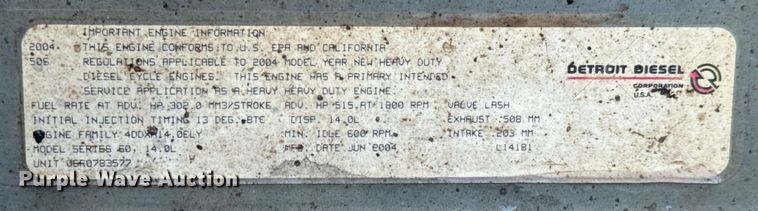 IMPORTANT ENGINE INFORMATION
2004 THIS ENGINE CONFORMS TO U.S. EPA AND CALIFORNIA
50S REGULATIONS APPLICABLE TO 2004 MODEL YEAR NEW HEAVY DUTY
DIESEL CYCLE ENGINES. THIS ENGINE HAS A PRIMARY INTENDED
SERVICE APPLICATION AS A HEAVY HEAVY DUTY ENGINE.
DETROIT DIESEL
CORPORATION
U.S.A.
FUEL RATE AT ADV. HP 302.0 MM3/STROKE ADV. HP 515 AT 1800 RPM VALVE LASH
INITIAL INJECTION TIMING 13 DEG. BTC DISP. 14.0L EXHAUST .508 MM
ENGINE FAMILY 4DDXH14.0ELY MIN. IDLE 600 RPM INTAKE .203 MM
MODEL SERIES 60, 14.0L MFG. DATE JUN 2004 L14181
UNIT 06R0783577
Purple Wave Auction